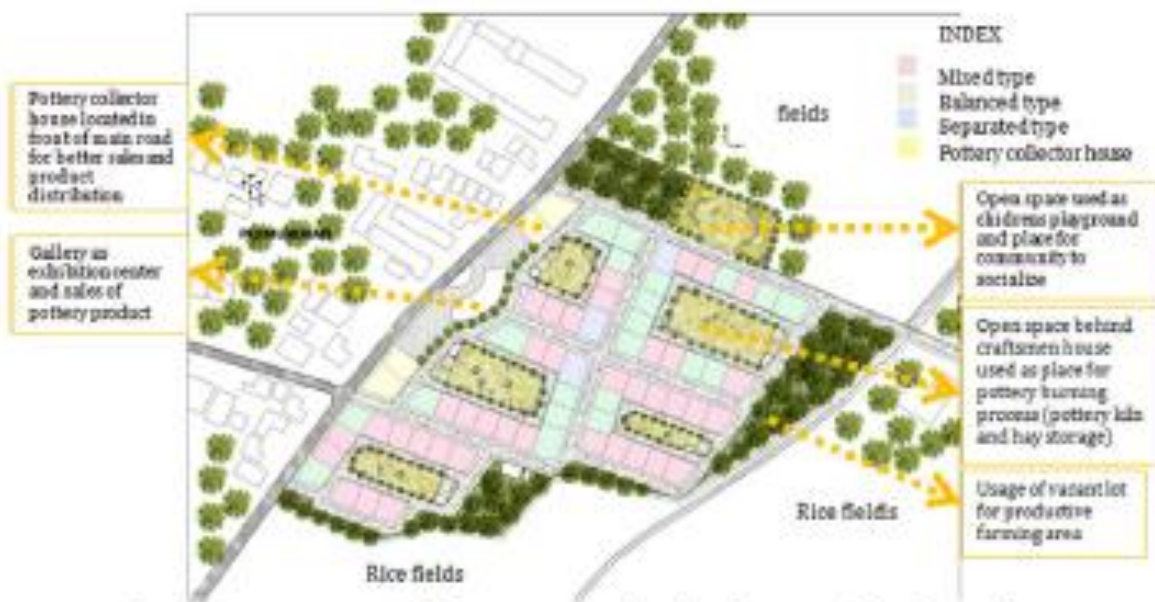 Pottery collector
house located in
front of main road
for better sales and
product
distribution
Gallery as
exhibition center
and sales of
pottery product
INDEX
Mixed type
Balanced type
Separated type
Pottery collector house
fields
Open space used as
childrens playground
and place for
community to
socialize
Open space behind
craftsmen house
used as place for
pottery burning
process (pottery kiln
and hay storage)
Usage of vacant lot
for productive
farming area
Rice fields
Rice fields